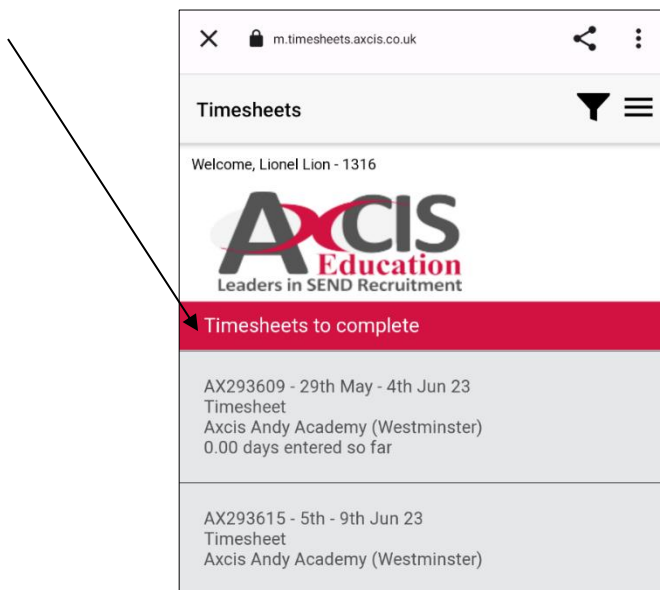 m.timesheets.axcis.co.uk
Timesheets
Welcome, Lionel Lion - 1316
AXCIS
Education
Leaders in SEND Recruitment
Timesheets to complete
AX293609 - 29th May - 4th Jun 23
Timesheet
Axcis Andy Academy (Westminster)
0.00 days entered so far
AX293615 - 5th - 9th Jun 23
Timesheet
Axcis Andy Academy (Westminster)